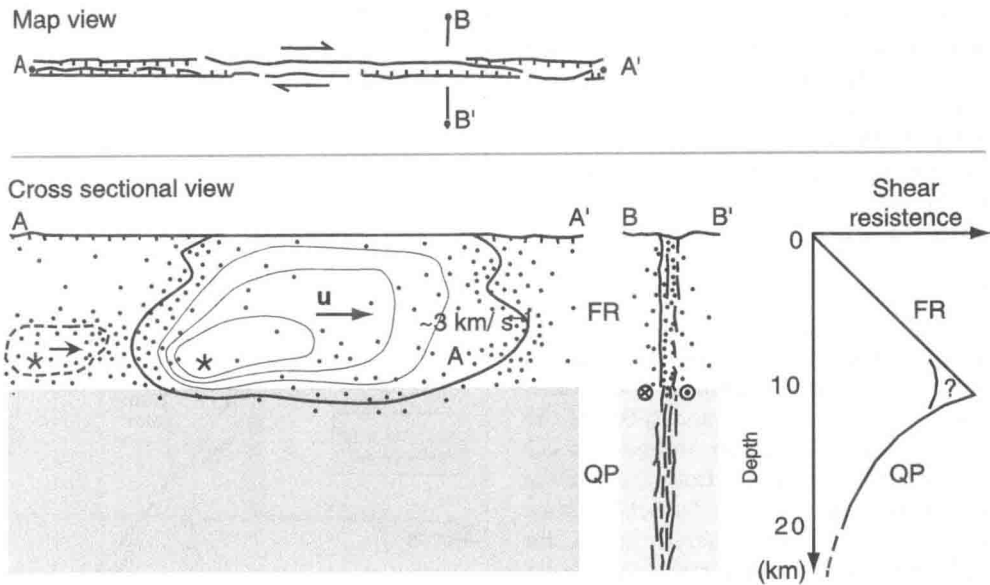 Map view
B
A
A'
B'
Cross sectional view
A
A'
B
B'
Shear
resistence
u
~3 km/s
A
FR
QP
0
10
20
(km)
Depth
FR
?
QP